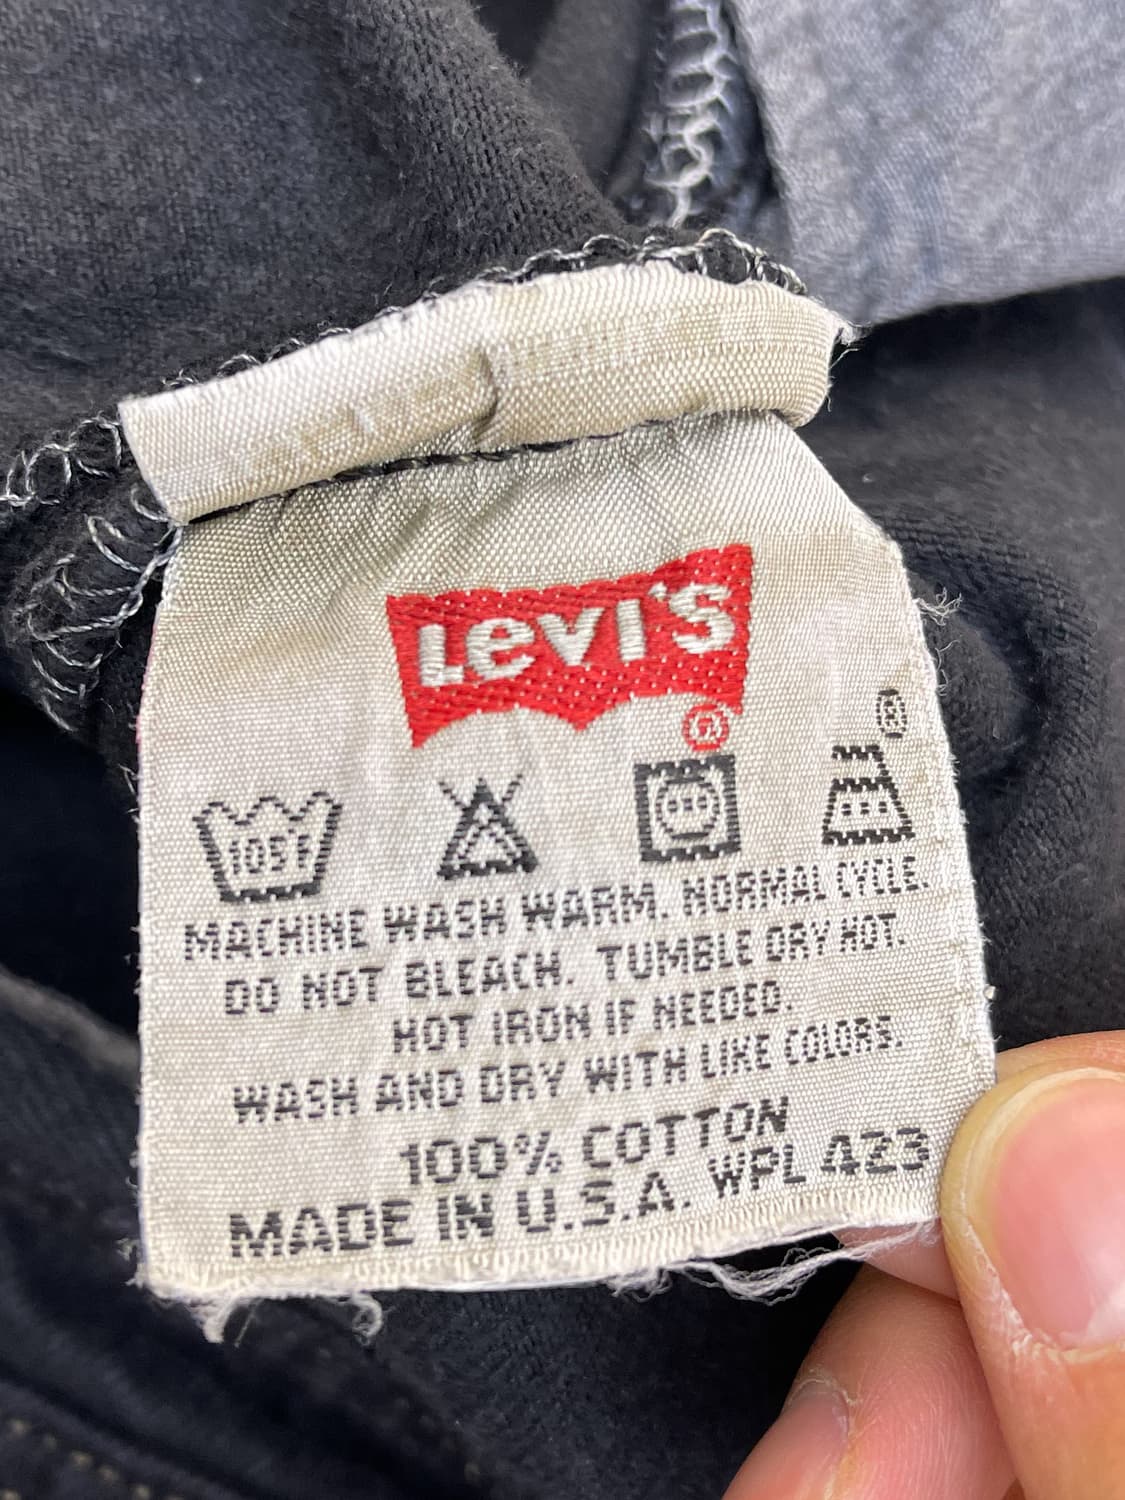 LEVI'S
®
®
105°F
MACHINE WASH WARM. NORMAL CYCLE.
DO NOT BLEACH. TUMBLE DRY HOT.
HOT IRON IF NEEDED.
WASH AND DRY WITH LIKE COLORS.
100% COTTON
MADE IN U.S.A. WPL 423